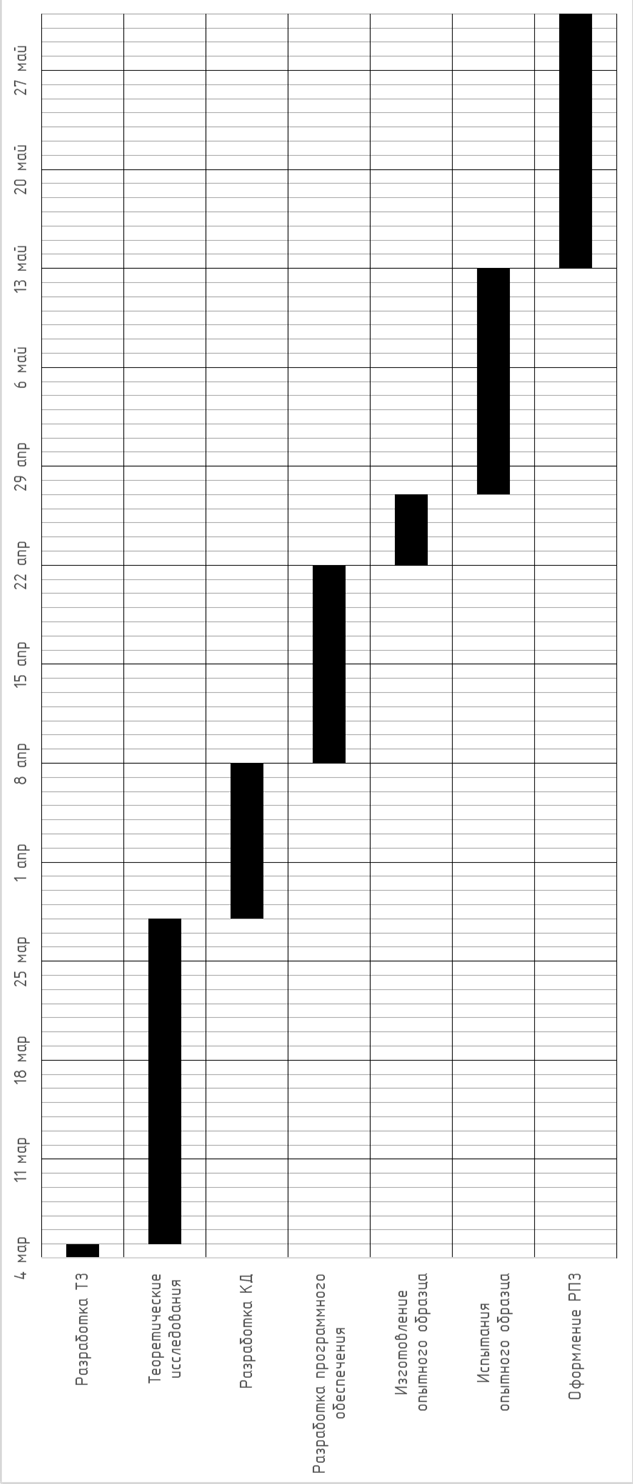 4 мар
11 мар
18 мар
25 мар
1 апр
8 апр
15 апр
22 апр
29 апр
6 май
13 май
20 май
27 май
Разработка ТЗ
Теоретические
исследования
Разработка КД
Разработка программного
обеспечения
Изготовление
опытного образца
Испытания
опытного образца
Оформление РПЗ